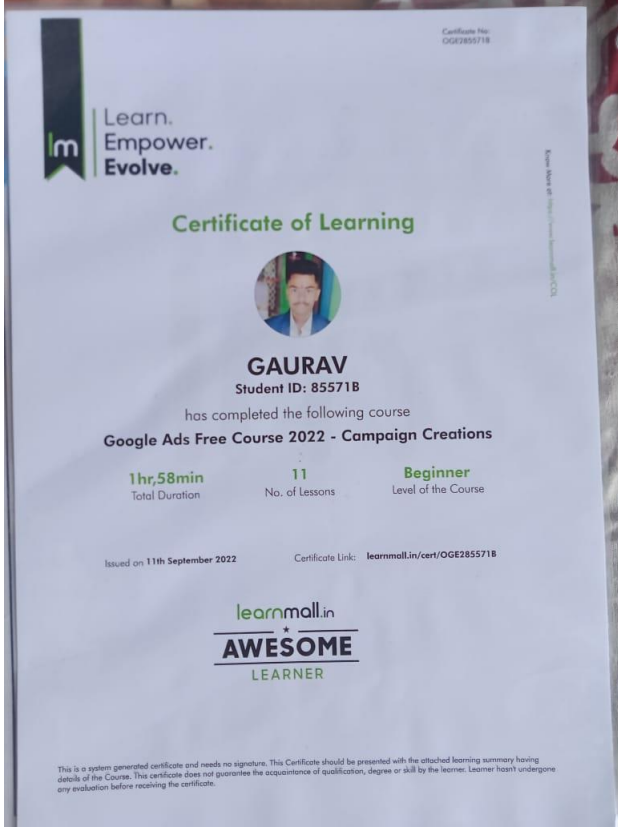 Certificate No:
OGE285571B
lm
Learn.
Empower.
Evolve.
Know More at: https://www.learnmall.in/COL
Certificate of Learning
GAURAV
Student ID: 85571B
has completed the following course
Google Ads Free Course 2022 - Campaign Creations
:
1hr,58min 11 Beginner
Total Duration No. of Lessons Level of the Course
Issued on 11th September 2022 Certificate Link: learnmall.in/cert/OGE285571B
learnmall.in
AWESOME
LEARNER
This is a system generated certificate and needs no signature. This Certificate should be presented with the attached learning summary having
details of the Course. This certificate does not guarantee the acquaintance of qualification, degree or skill by the learner. Learner hasn't undergone
any evaluation before receiving the certificate.